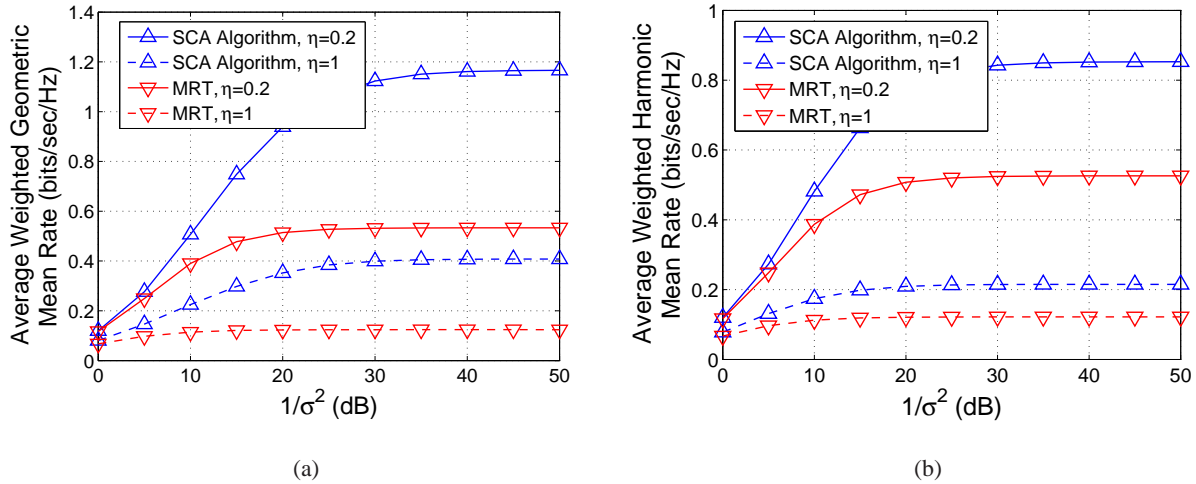 1.4
1.2
1
0.8
0.6
0.4
0.2
0
Average Weighted Geometric
Mean Rate (bits/sec/Hz)
SCA Algorithm, η=0.2
SCA Algorithm, η=1
MRT, η=0.2
MRT, η=1
0 10 20 30 40 50
1/σ² (dB)
(a)
1
0.8
0.6
0.4
0.2
0
Average Weighted Harmonic
Mean Rate (bits/sec/Hz)
SCA Algorithm, η=0.2
SCA Algorithm, η=1
MRT, η=0.2
MRT, η=1
0 10 20 30 40 50
1/σ² (dB)
(b)